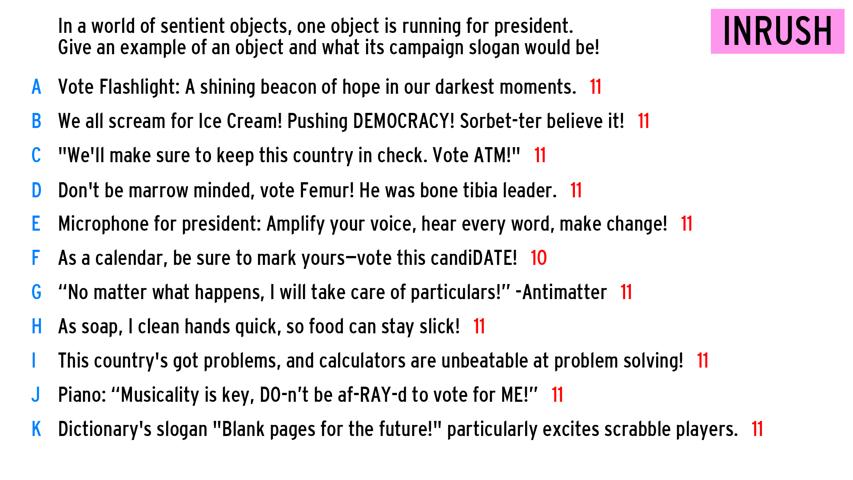 In a world of sentient objects, one object is running for president.
Give an example of an object and what its campaign slogan would be!
INRUSH
A Vote Flashlight: A shining beacon of hope in our darkest moments. 11
B We all scream for Ice Cream! Pushing DEMOCRACY! Sorbet-ter believe it! 11
C "We'll make sure to keep this country in check. Vote ATM!" 11
D Don't be marrow minded, vote Femur! He was bone tibia leader. 11
E Microphone for president: Amplify your voice, hear every word, make change! 11
F As a calendar, be sure to mark yours—vote this candiDATE! 10
G “No matter what happens, I will take care of particulars!” -Antimatter 11
H As soap, I clean hands quick, so food can stay slick! 11
I This country's got problems, and calculators are unbeatable at problem solving! 11
J Piano: “Musicality is key, DO-n’t be af-RAY-d to vote for ME!” 11
K Dictionary's slogan "Blank pages for the future!" particularly excites scrabble players. 11